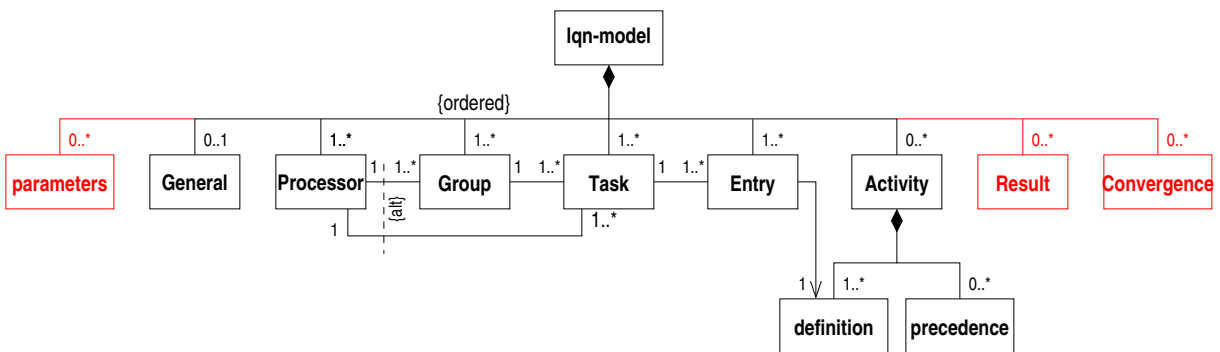 lqn-model
{ordered}
0..* 0..1 1..* 1..* 1..* 1..* 0..* 0..* 0..*
parameters General Processor 1 1..* Group 1 1..* Task 1 1..* Entry Activity Result Convergence
{alt}
1 1..*
1 1..* 0..*
definition precedence